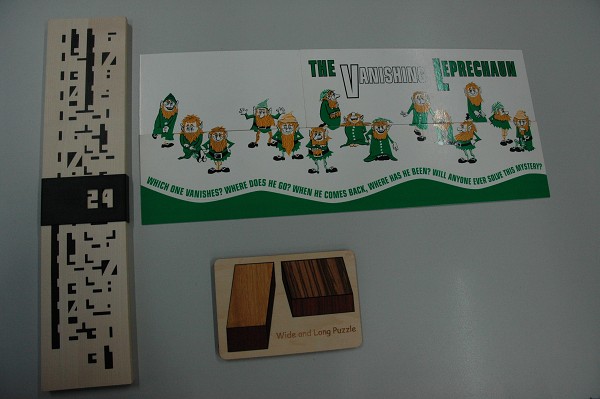 THE VANISHING LEPRECHAUN
WHICH ONE VANISHES? WHERE DOES HE GO? WHEN HE COMES BACK, WHERE HAS HE BEEN? WILL ANYONE EVER SOLVE THIS MYSTERY?
29
Wide and Long Puzzle